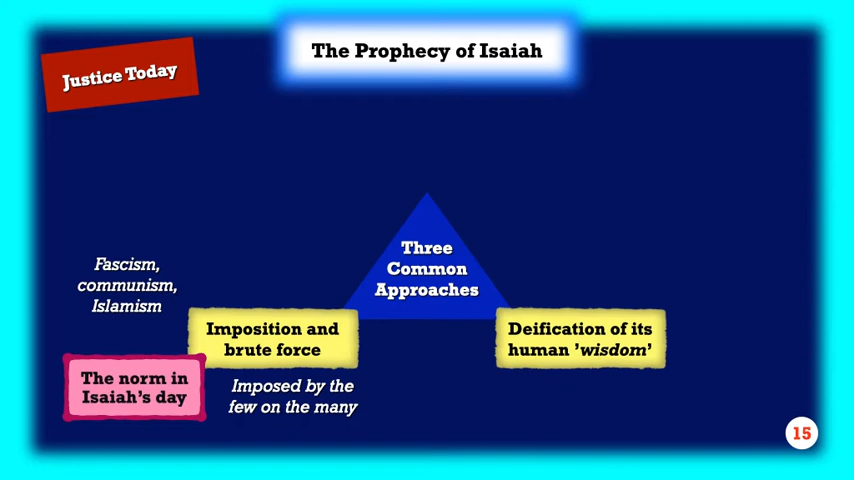 The Prophecy of Isaiah
Justice Today
Three
Common
Approaches
Fascism,
communism,
Islamism
Imposition and
brute force
Deification of its
human ’wisdom’
The norm in
Isaiah’s day
Imposed by the
few on the many
15